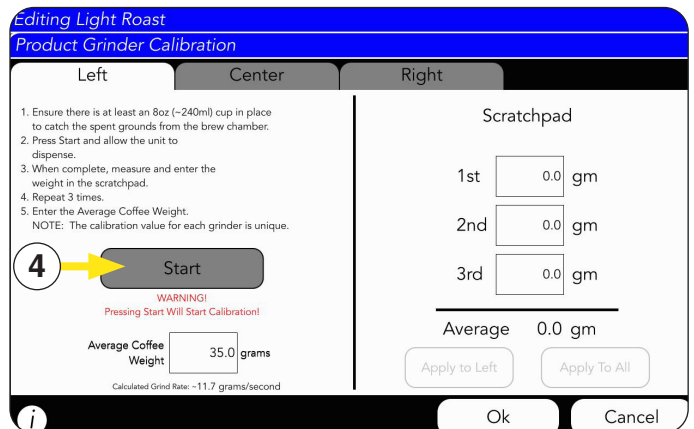 Editing Light Roast
Product Grinder Calibration
Left
Center
Right
1. Ensure there is at least an 8oz (~240ml) cup in place
to catch the spent grounds from the brew chamber.
2. Press Start and allow the unit to
dispense.
3. When complete, measure and enter the
weight in the scratchpad.
4. Repeat 3 times.
5. Enter the Average Coffee Weight.
NOTE: The calibration value for each grinder is unique.
4
Start
WARNING!
Pressing Start Will Start Calibration!
Average Coffee
Weight
35.0 grams
Calculated Grind Rate: ~11.7 grams/second
Scratchpad
1st 0.0 gm
2nd 0.0 gm
3rd 0.0 gm
Average 0.0 gm
Apply to Left
Apply To All
i
Ok
Cancel